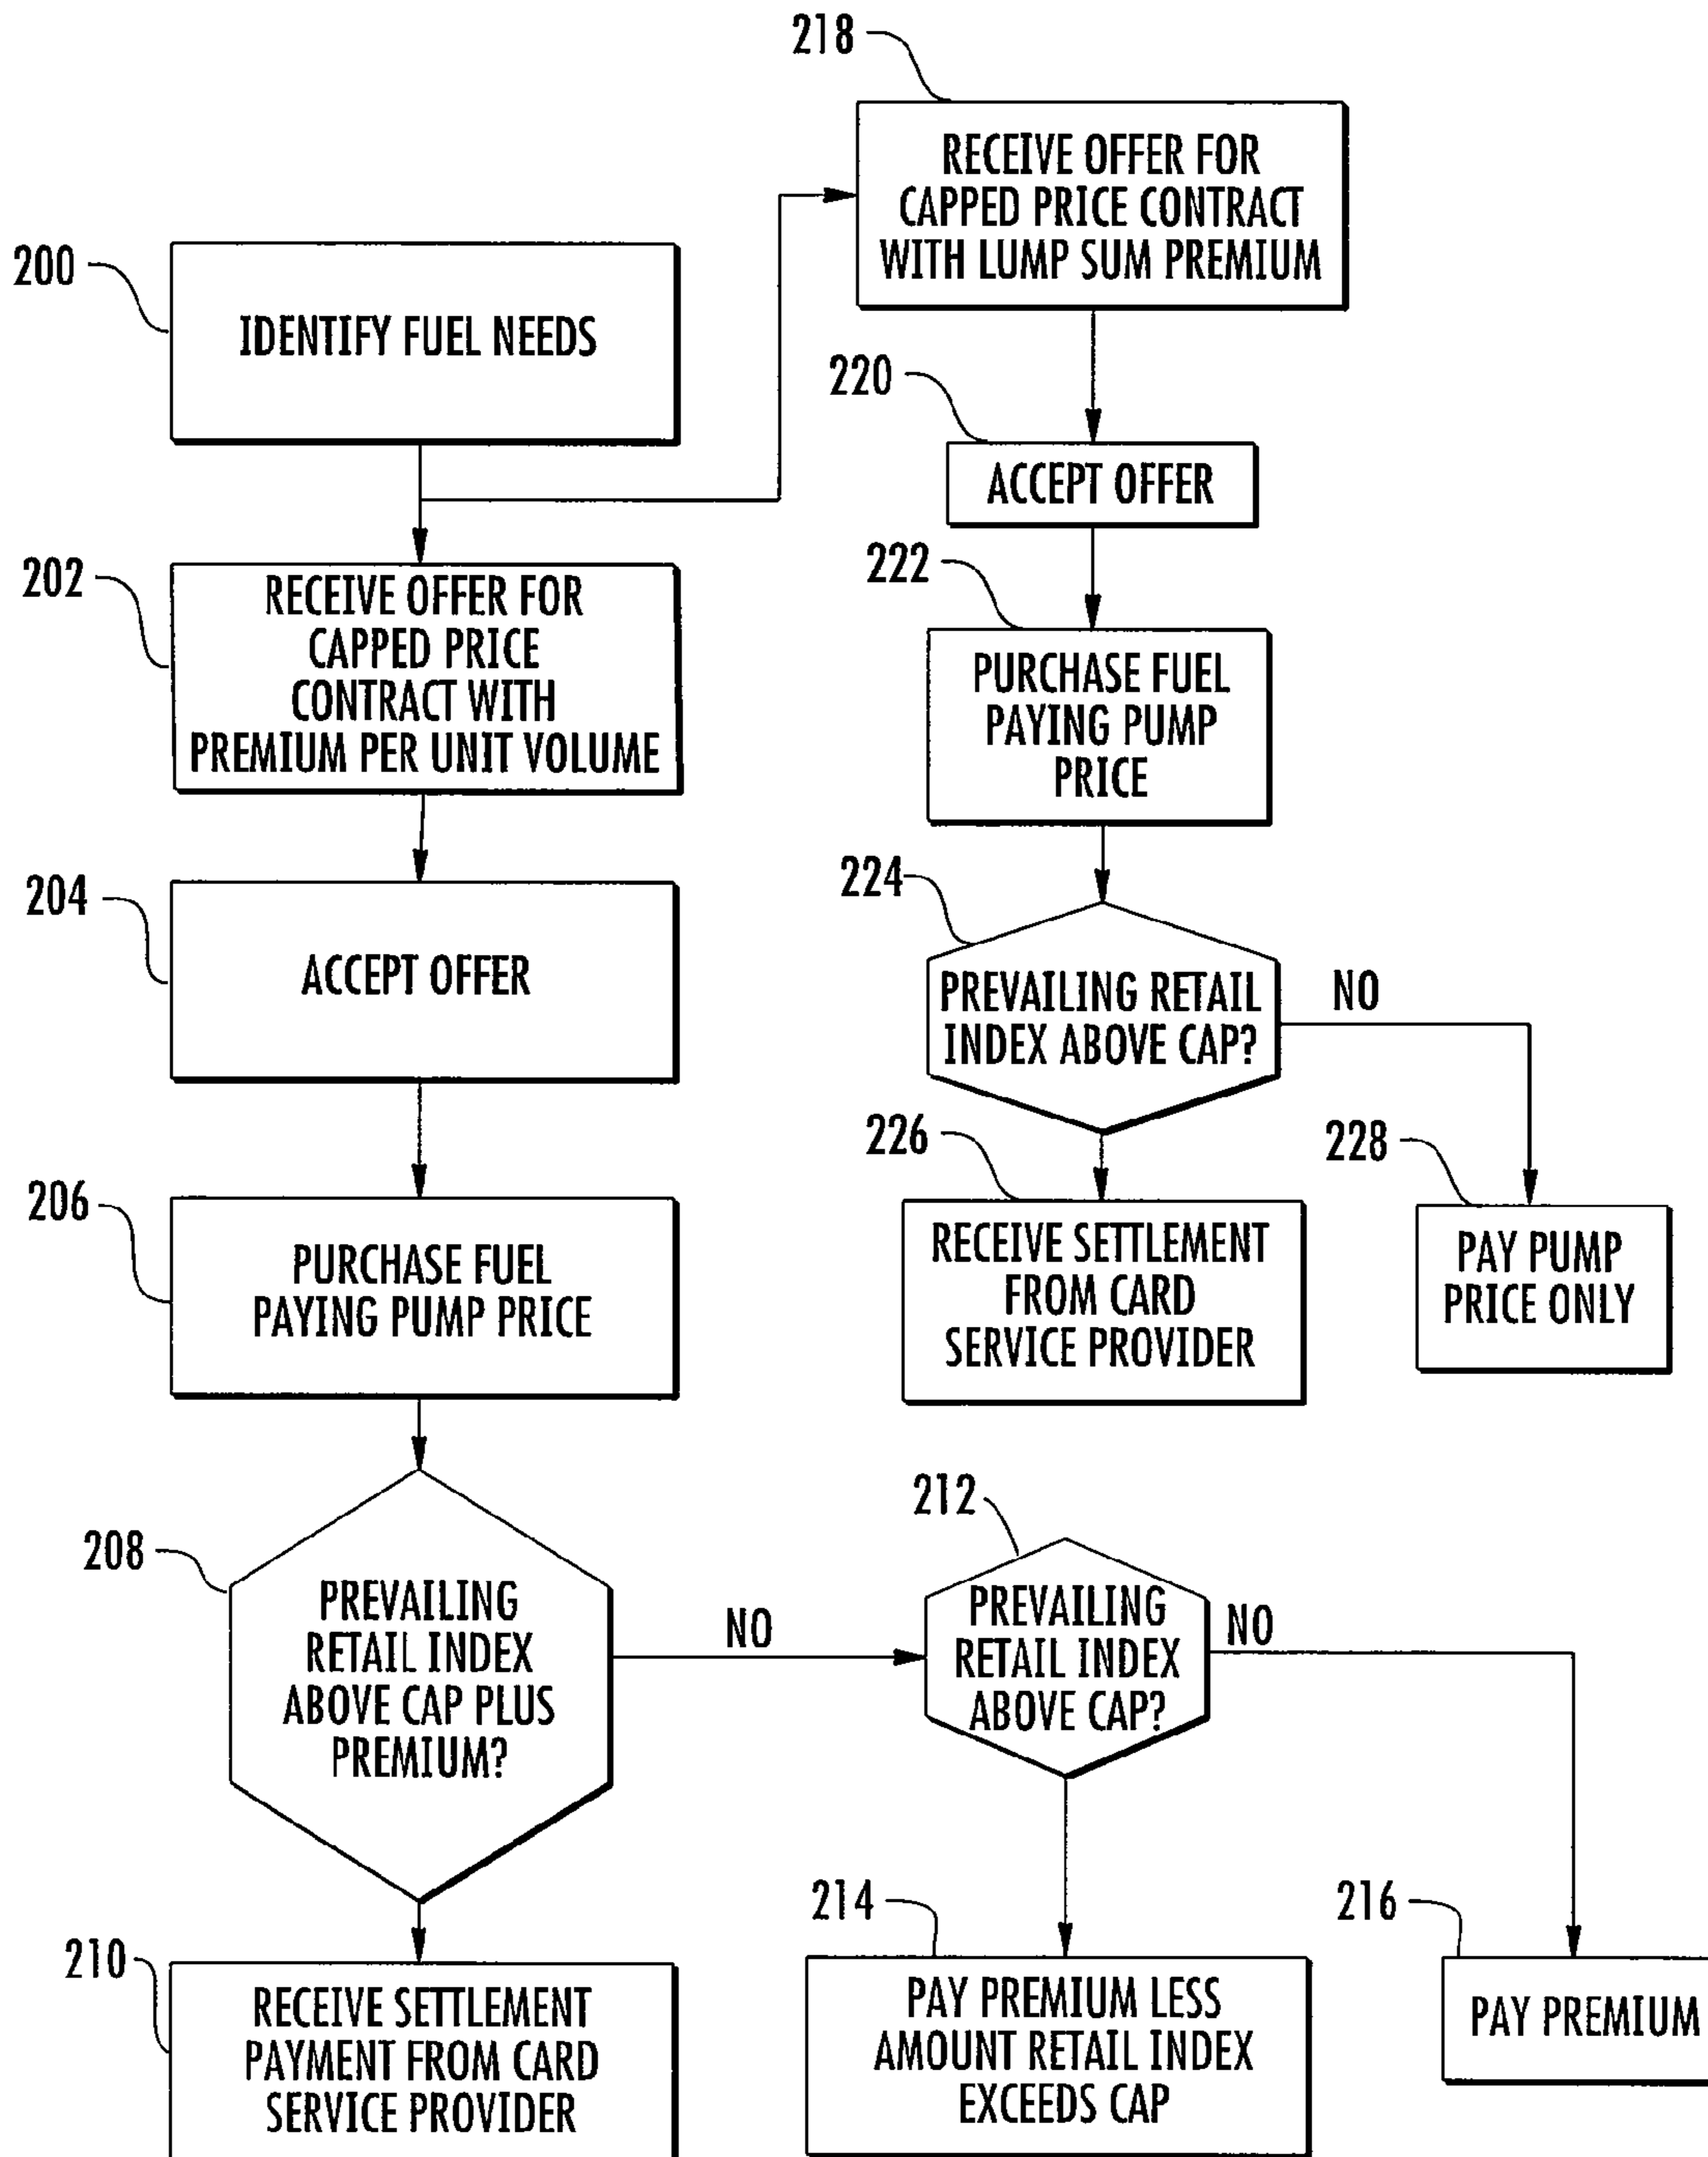 200
IDENTIFY FUEL NEEDS
202
RECEIVE OFFER FOR
CAPPED PRICE
CONTRACT WITH
PREMIUM PER UNIT VOLUME
204
ACCEPT OFFER
206
PURCHASE FUEL
PAYING PUMP PRICE
208
PREVAILING
RETAIL INDEX
ABOVE CAP PLUS
PREMIUM?
NO
210
RECEIVE SETTLEMENT
PAYMENT FROM CARD
SERVICE PROVIDER
212
PREVAILING
RETAIL INDEX
ABOVE CAP?
NO
214
PAY PREMIUM LESS
AMOUNT RETAIL INDEX
EXCEEDS CAP
216
PAY PREMIUM
218
RECEIVE OFFER FOR
CAPPED PRICE CONTRACT
WITH LUMP SUM PREMIUM
220
ACCEPT OFFER
222
PURCHASE FUEL
PAYING PUMP
PRICE
224
PREVAILING RETAIL
INDEX ABOVE CAP?
NO
226
RECEIVE SETTLEMENT
FROM CARD
SERVICE PROVIDER
228
PAY PUMP
PRICE ONLY